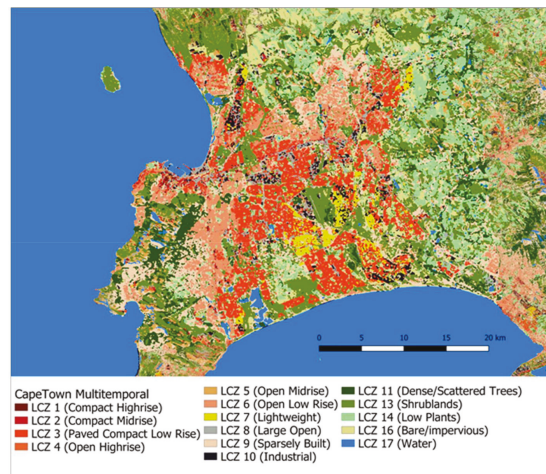 0 5 10 15 20 km
CapeTown Multitemporal
LCZ 1 (Compact Highrise)
LCZ 2 (Compact Midrise)
LCZ 3 (Paved Compact Low Rise)
LCZ 4 (Open Highrise)
LCZ 5 (Open Midrise)
LCZ 6 (Open Low Rise)
LCZ 7 (Lightweight)
LCZ 8 (Large Open)
LCZ 9 (Sparsely Built)
LCZ 10 (Industrial)
LCZ 11 (Dense/Scattered Trees)
LCZ 13 (Shrublands)
LCZ 14 (Low Plants)
LCZ 16 (Bare/impervious)
LCZ 17 (Water)